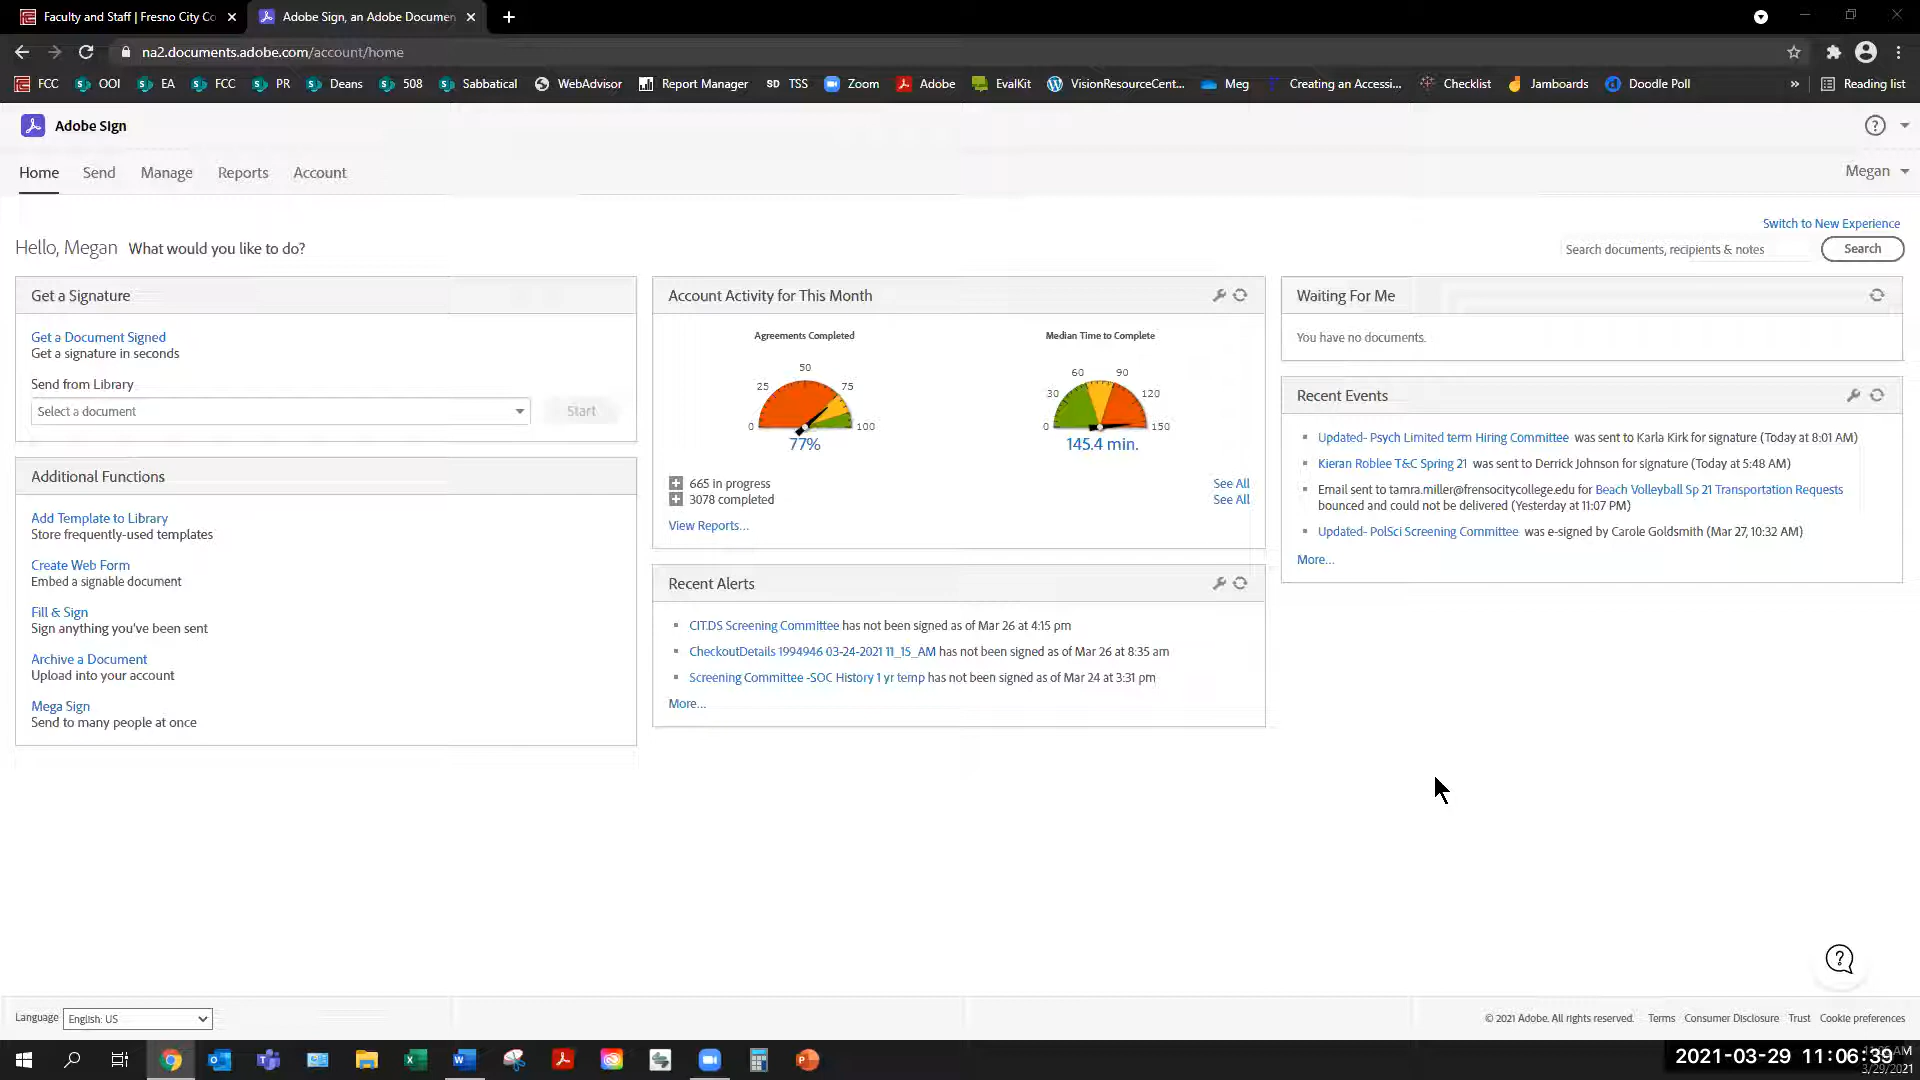 Faculty and Staff | Fresno City Co
Adobe Sign, an Adobe Documen
na2.documents.adobe.com/account/home
FCC OOI EA FCC PR Deans 508 Sabbatical WebAdvisor Report Manager SD TSS Zoom Adobe EvalKit VisionResourceCent... Meg Creating an Accessi... Checklist Jamboards Doodle Poll » Reading list
Adobe Sign
Home Send Manage Reports Account
Megan
Switch to New Experience
Hello, Megan What would you like to do?
Search documents, recipients & notes Search
Get a Signature
Get a Document Signed
Get a signature in seconds
Send from Library
Select a document Start
Additional Functions
Add Template to Library
Store frequently-used templates
Create Web Form
Embed a signable document
Fill & Sign
Sign anything you've been sent
Archive a Document
Upload into your account
Mega Sign
Send to many people at once
Account Activity for This Month
Agreements Completed
0 25 50 75 100
77%
Median Time to Complete
0 30 60 90 120 150
145.4 min.
665 in progress See All
3078 completed See All
View Reports...
Recent Alerts
CIT.DS Screening Committee has not been signed as of Mar 26 at 4:15 pm
CheckoutDetails 1994946 03-24-2021 11_15_AM has not been signed as of Mar 26 at 8:35 am
Screening Committee -SOC History 1 yr temp has not been signed as of Mar 24 at 3:31 pm
More...
Waiting For Me
You have no documents.
Recent Events
Updated- Psych Limited term Hiring Committee was sent to Karla Kirk for signature (Today at 8:01 AM)
Kieran Roblee T&C Spring 21 was sent to Derrick Johnson for signature (Today at 5:48 AM)
Email sent to tamra.miller@frensocitycollege.edu for Beach Volleyball Sp 21 Transportation Requests
bounced and could not be delivered (Yesterday at 11:07 PM)
Updated- PolSci Screening Committee was e-signed by Carole Goldsmith (Mar 27, 10:32 AM)
More...
Language English: US
© 2021 Adobe. All rights reserved. Terms Consumer Disclosure Trust Cookie preferences
2021-03-29 11:06:39
3/29/2021